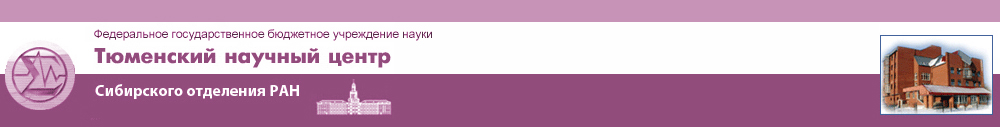 Федеральное государственное бюджетное учреждение науки
Тюменский научный центр
Сибирского отделения РАН